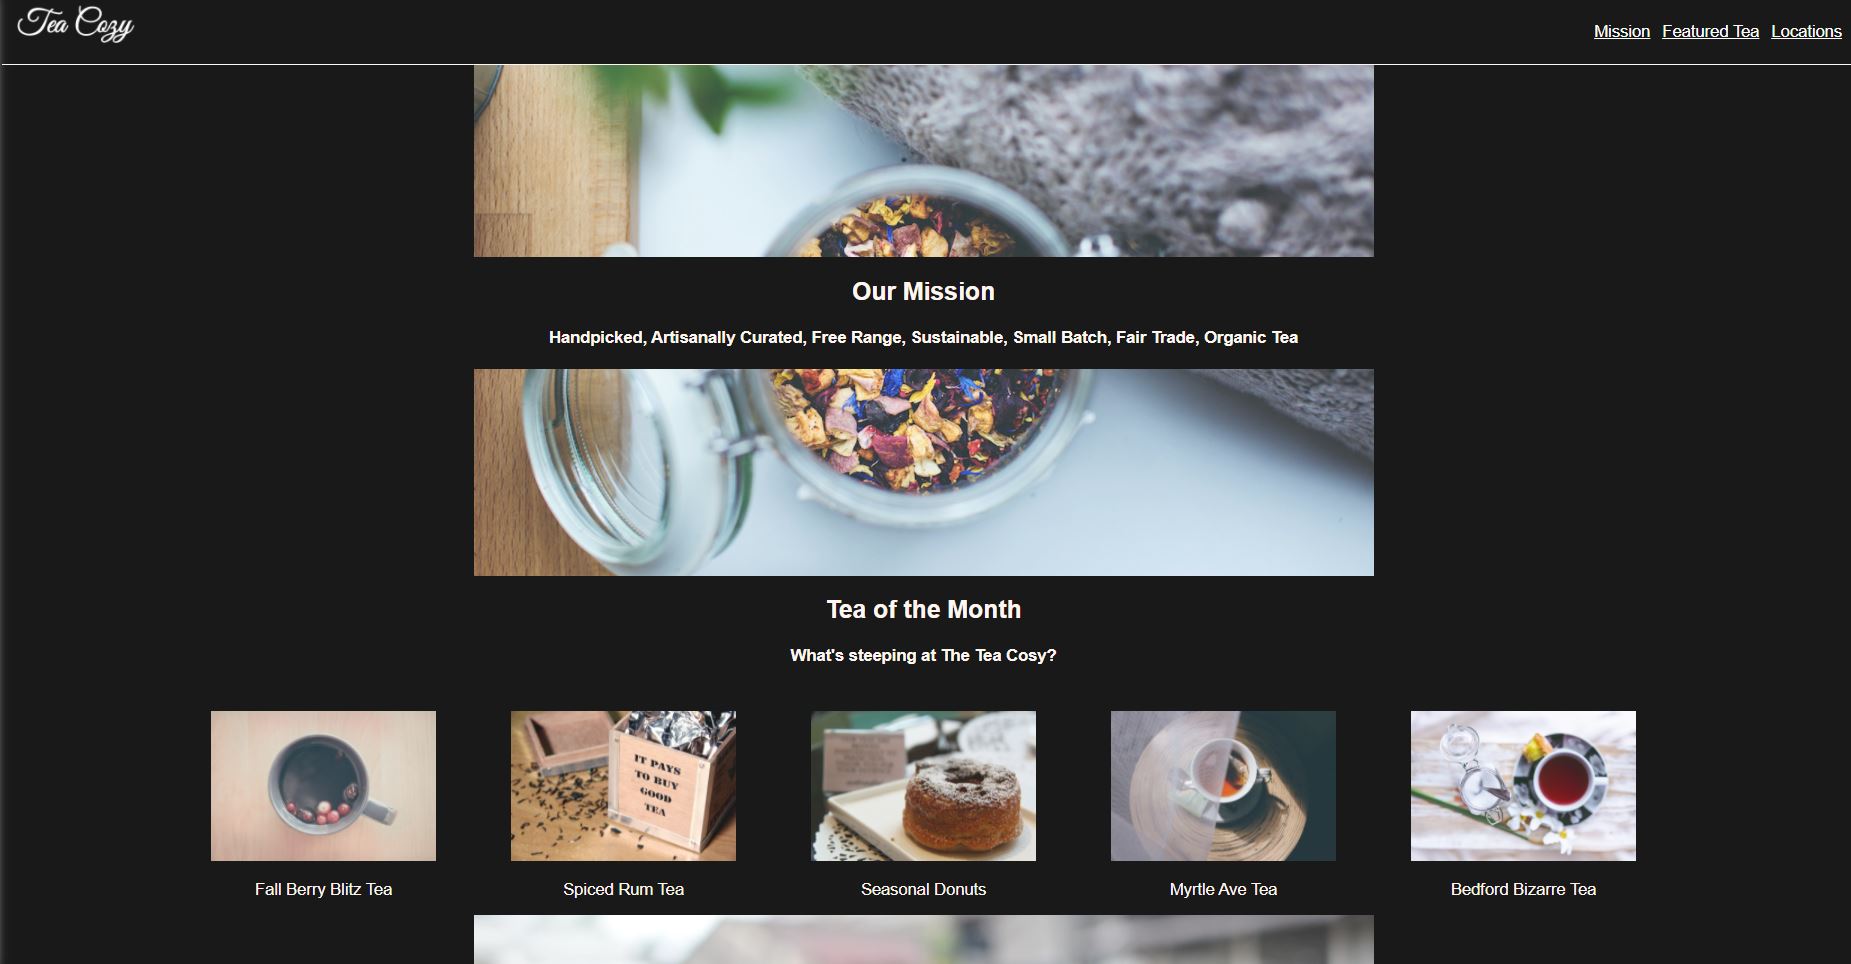 Tea Cozy
Mission Featured Tea Locations
Our Mission
Handpicked, Artisanally Curated, Free Range, Sustainable, Small Batch, Fair Trade, Organic Tea
Tea of the Month
What's steeping at The Tea Cosy?
IT PAYS
TO BUY
GOOD
TEA
Fall Berry Blitz Tea
Spiced Rum Tea
Seasonal Donuts
Myrtle Ave Tea
Bedford Bizarre Tea